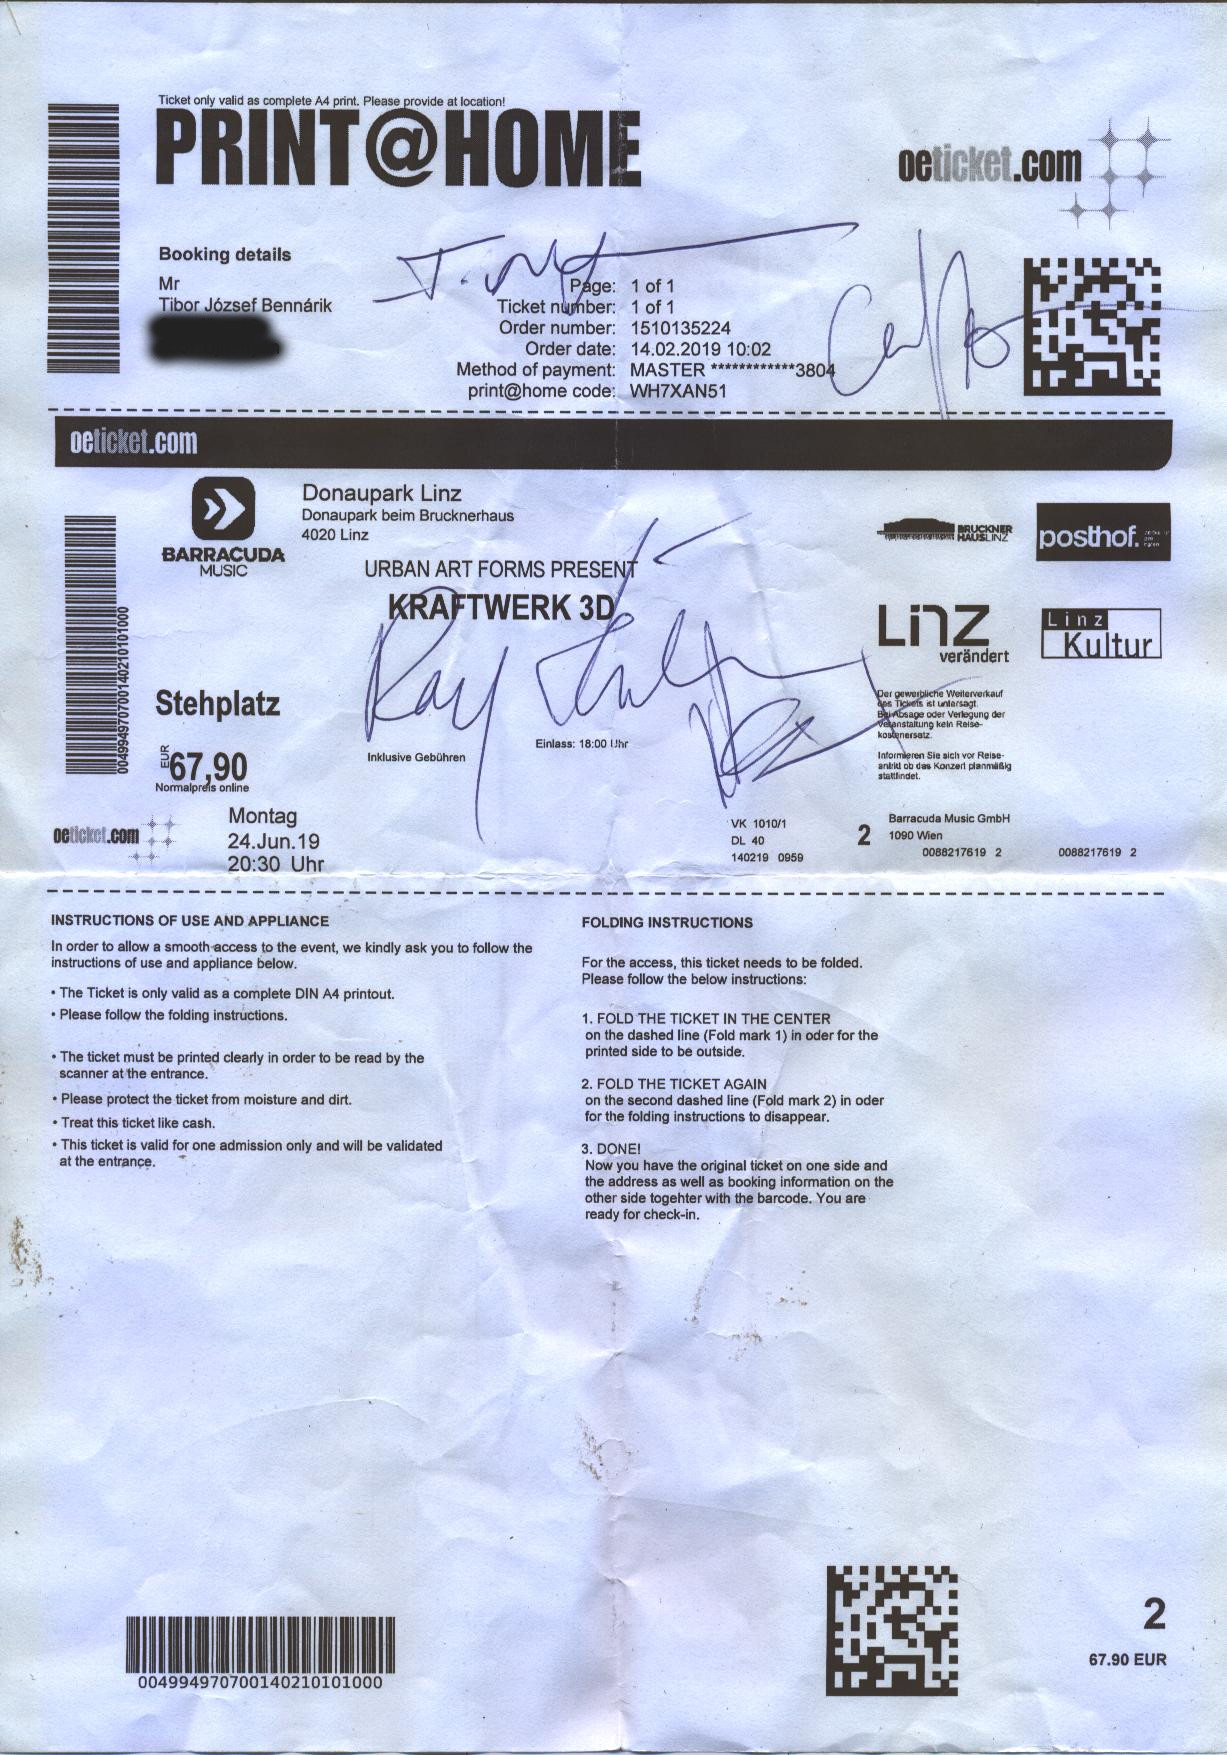 Ticket only valid as complete A4 print. Please provide at location!
PRINT@HOME
oeticket.com
Booking details
Mr
Tibor József Bennárik
Page: 1 of 1
Ticket number: 1 of 1
Order number: 1510135224
Order date: 14.02.2019 10:02
Method of payment: MASTER ************3804
print@home code: WH7XAN51
oeticket.com
BARRACUDA
MUSIC
Donaupark Linz
Donaupark beim Brucknerhaus
4020 Linz
URBAN ART FORMS PRESENT
KRAFTWERK 3D
BRUCKNER
HAUS LINZ
posthof.
Linz
verändert
Linz
Kultur
004994970700140210101000
Stehplatz
EUR 67,90
Normalpreis online
Inklusive Gebühren
Einlass: 18:00 Uhr
Der gewerbliche Weiterverkauf
des Tickets ist untersagt.
Bei Absage oder Verlegung der
Veranstaltung kein Reise-
kostenersatz.
Informieren Sie sich vor Reise-
antritt ob das Konzert planmäßig
stattfindet.
oeticket.com
Montag
24.Jun.19
20:30 Uhr
VK 1010/1
DL 40
140219 0959
2
Barracuda Music GmbH
1090 Wien
0088217619 2
0088217619 2
INSTRUCTIONS OF USE AND APPLIANCE
In order to allow a smooth access to the event, we kindly ask you to follow the
instructions of use and appliance below.
• The Ticket is only valid as a complete DIN A4 printout.
• Please follow the folding instructions.
• The ticket must be printed clearly in order to be read by the
scanner at the entrance.
• Please protect the ticket from moisture and dirt.
• Treat this ticket like cash.
• This ticket is valid for one admission only and will be validated
at the entrance.
FOLDING INSTRUCTIONS
For the access, this ticket needs to be folded.
Please follow the below instructions:
1. FOLD THE TICKET IN THE CENTER
on the dashed line (Fold mark 1) in oder for the
printed side to be outside.
2. FOLD THE TICKET AGAIN
on the second dashed line (Fold mark 2) in oder
for the folding instructions to disappear.
3. DONE!
Now you have the original ticket on one side and
the address as well as booking information on the
other side togehter with the barcode. You are
ready for check-in.
004994970700140210101000
2
67.90 EUR